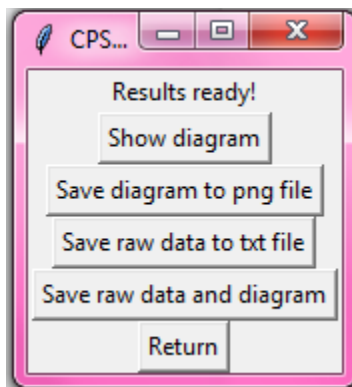 CPS...
Results ready!
Show diagram
Save diagram to png file
Save raw data to txt file
Save raw data and diagram
Return